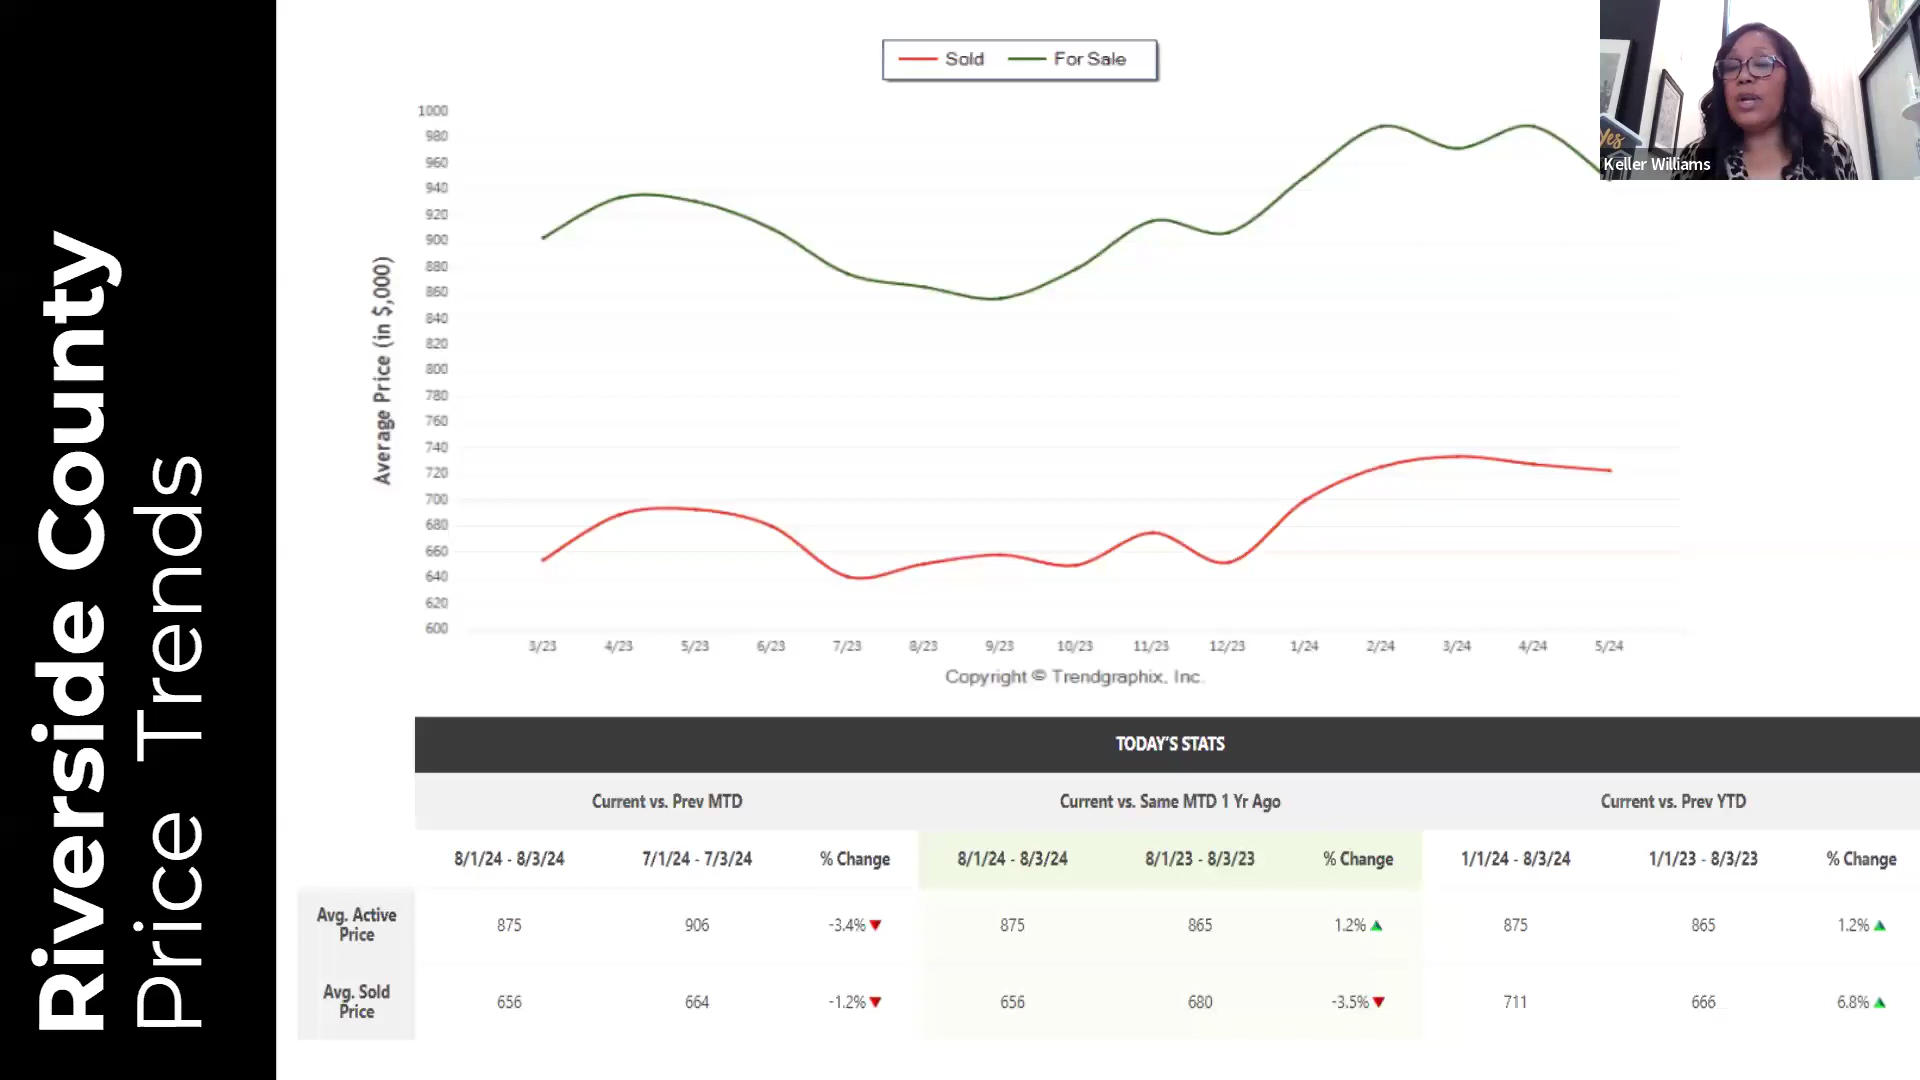 Riverside County
Price Trends
Sold For Sale
Yes
Keller Williams
Average Price (in $,000)
1000
980
960
940
920
900
880
860
840
820
800
780
760
740
720
700
680
660
640
620
600
3/23 4/23 5/23 6/23 7/23 8/23 9/23 10/23 11/23 12/23 1/24 2/24 3/24 4/24 5/24
Copyright © Trendgraphix, Inc.
TODAY'S STATS
Current vs. Prev MTD Current vs. Same MTD 1 Yr Ago Current vs. Prev YTD
8/1/24 - 8/3/24 7/1/24 - 7/3/24 % Change 8/1/24 - 8/3/24 8/1/23 - 8/3/23 % Change 1/1/24 - 8/3/24 1/1/23 - 8/3/23 % Change
Avg. Active
Price
875 906 -3.4% 875 865 1.2% 875 865 1.2%
Avg. Sold
Price
656 664 -1.2% 656 680 -3.5% 711 666 6.8%